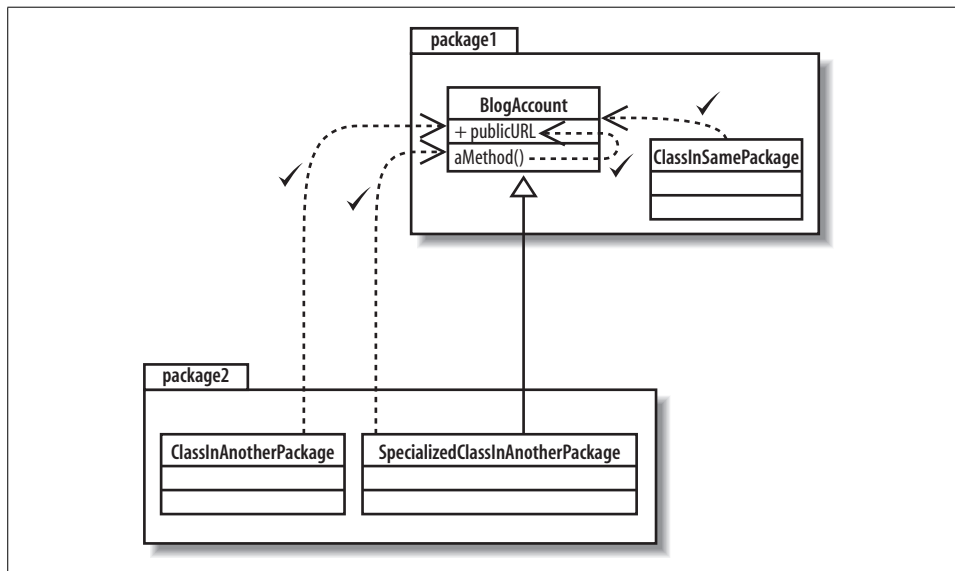 package1
BlogAccount
+ publicURL
aMethod()
ClassInSamePackage
package2
ClassInAnotherPackage
SpecializedClassInAnotherPackage